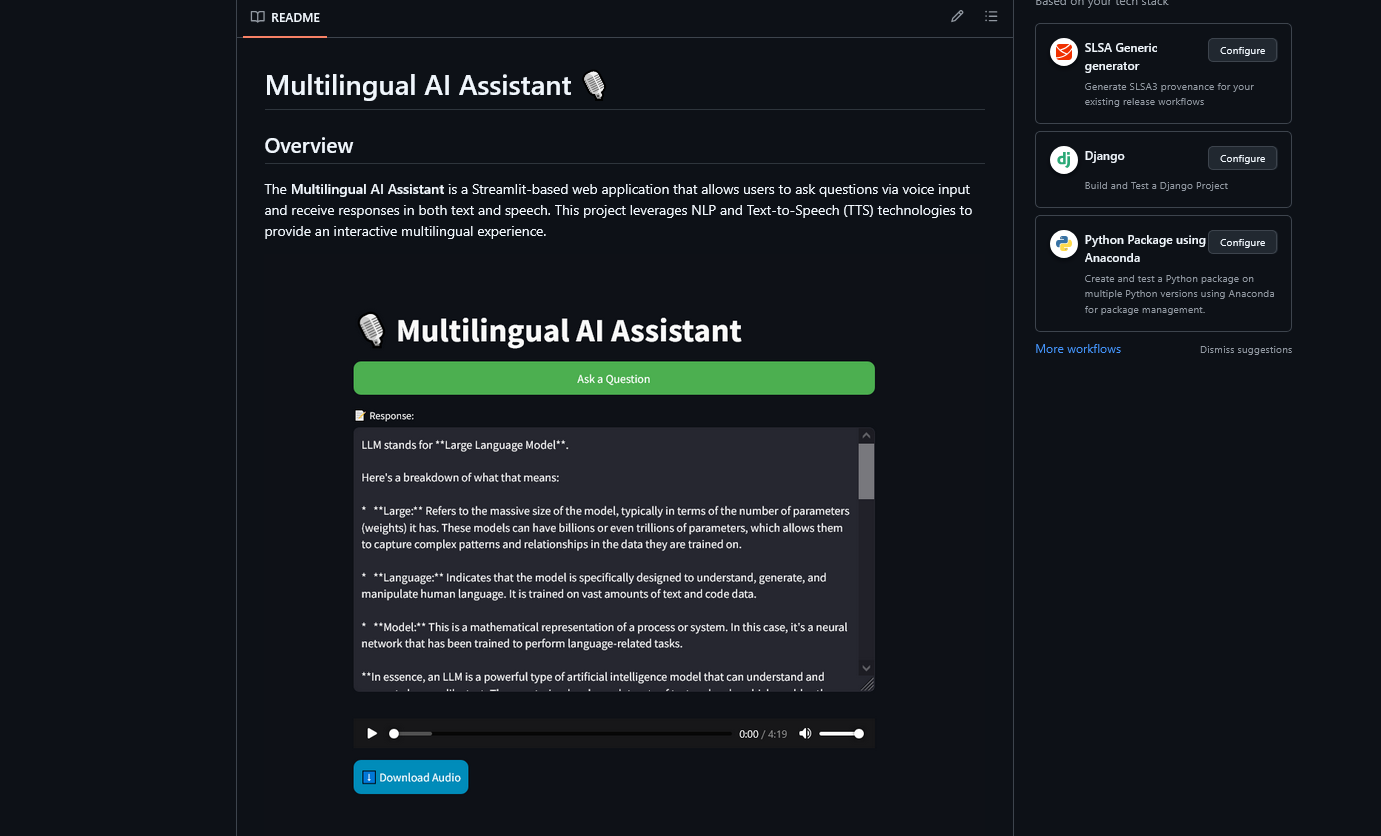 README
Multilingual AI Assistant
Overview
The Multilingual AI Assistant is a Streamlit-based web application that allows users to ask questions via voice input
and receive responses in both text and speech. This project leverages NLP and Text-to-Speech (TTS) technologies to
provide an interactive multilingual experience.
Multilingual AI Assistant
Ask a Question
Response:
LLM stands for **Large Language Model**.
Here's a breakdown of what that means:
* **Large:** Refers to the massive size of the model, typically in terms of the number of parameters
(weights) it has. These models can have billions or even trillions of parameters, which allows them
to capture complex patterns and relationships in the data they are trained on.
* **Language:** Indicates that the model is specifically designed to understand, generate, and
manipulate human language. It is trained on vast amounts of text and code data.
* **Model:** This is a mathematical representation of a process or system. In this case, it's a neural
network that has been trained to perform language-related tasks.
**In essence, an LLM is a powerful type of artificial intelligence model that can understand and
0:00 / 4:19
Download Audio
Based on your tech stack
SLSA Generic
generator
Configure
Generate SLSA3 provenance for your
existing release workflows
dj
Django
Configure
Build and Test a Django Project
Python Package using
Anaconda
Configure
Create and test a Python package on
multiple Python versions using Anaconda
for package management.
More workflows
Dismiss suggestions